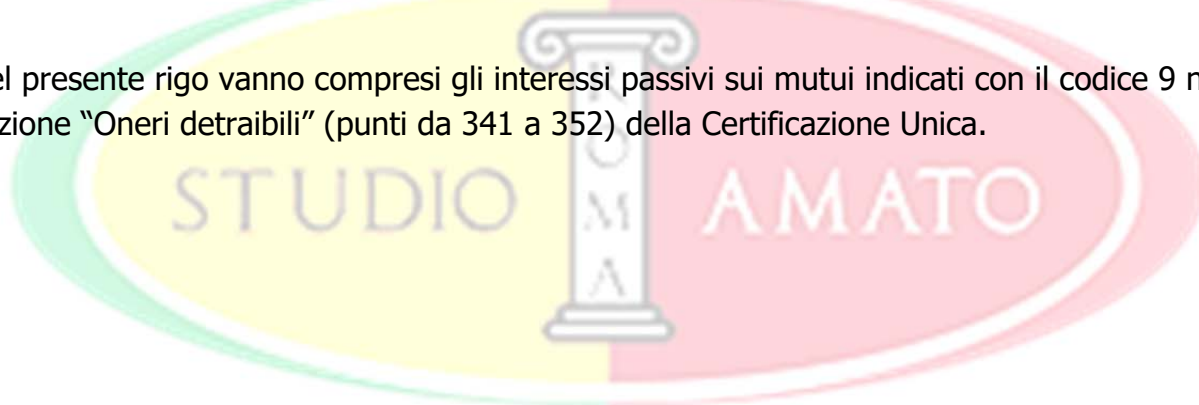 el presente rigo vanno compresi gli interessi passivi sui mutui indicati con il codice 9 n
zione “Oneri detraibili” (punti da 341 a 352) della Certificazione Unica.
STUDIO ROMA AMATO